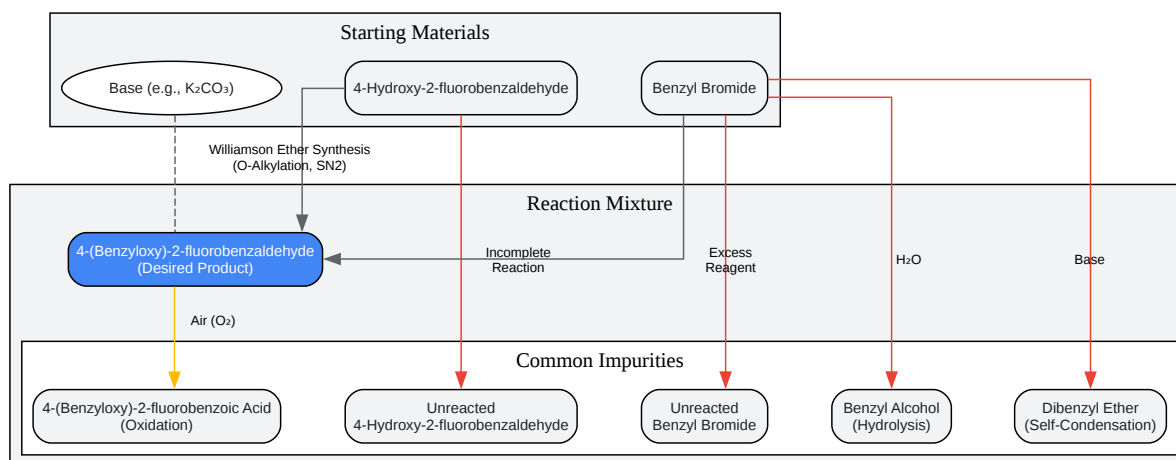 Starting Materials
Base (e.g., K₂CO₃)
4-Hydroxy-2-fluorobenzaldehyde
Benzyl Bromide
Williamson Ether Synthesis
(O-Alkylation, SN2)
Reaction Mixture
4-(Benzyloxy)-2-fluorobenzaldehyde
(Desired Product)
Incomplete
Reaction
Excess
Reagent
H₂O
Base
Air (O₂)
Common Impurities
4-(Benzyloxy)-2-fluorobenzoic Acid
(Oxidation)
Unreacted
4-Hydroxy-2-fluorobenzaldehyde
Unreacted
Benzyl Bromide
Benzyl Alcohol
(Hydrolysis)
Dibenzyl Ether
(Self-Condensation)